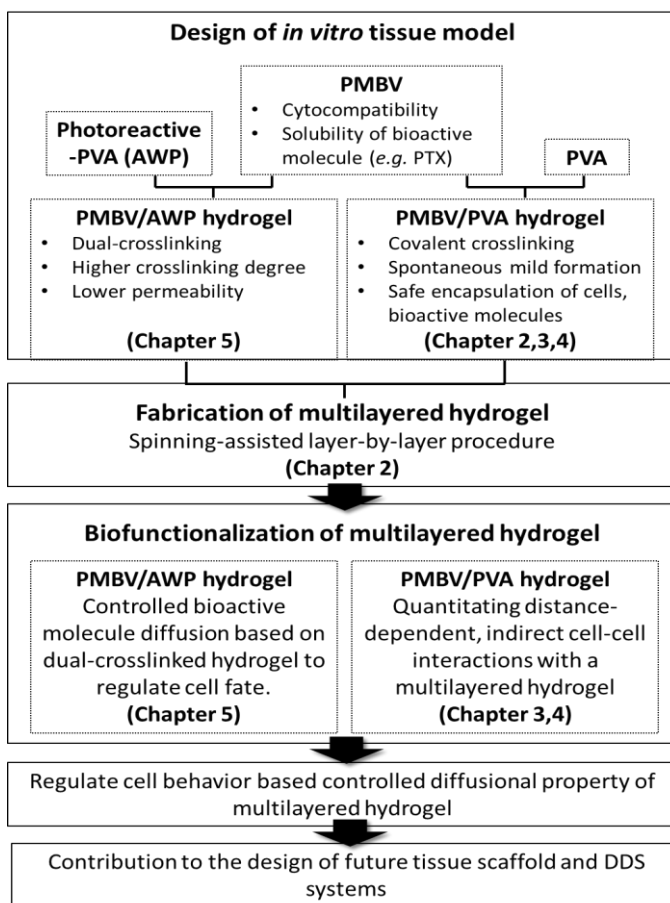 Design of in vitro tissue model
PMBV
• Cytocompatibility
• Solubility of bioactive
molecule (e.g. PTX)
Photoreactive
-PVA (AWP)
PVA
PMBV/AWP hydrogel
• Dual-crosslinking
• Higher crosslinking degree
• Lower permeability
(Chapter 5)
PMBV/PVA hydrogel
• Covalent crosslinking
• Spontaneous mild formation
• Safe encapsulation of cells,
bioactive molecules
(Chapter 2,3,4)
Fabrication of multilayered hydrogel
Spinning-assisted layer-by-layer procedure
(Chapter 2)
Biofunctionalization of multilayered hydrogel
PMBV/AWP hydrogel
Controlled bioactive
molecule diffusion based on
dual-crosslinked hydrogel to
regulate cell fate.
(Chapter 5)
PMBV/PVA hydrogel
Quantitating distance-
dependent, indirect cell-cell
interactions with a
multilayered hydrogel
(Chapter 3,4)
Regulate cell behavior based controlled diffusional property of
multilayered hydrogel
Contribution to the design of future tissue scaffold and DDS
systems